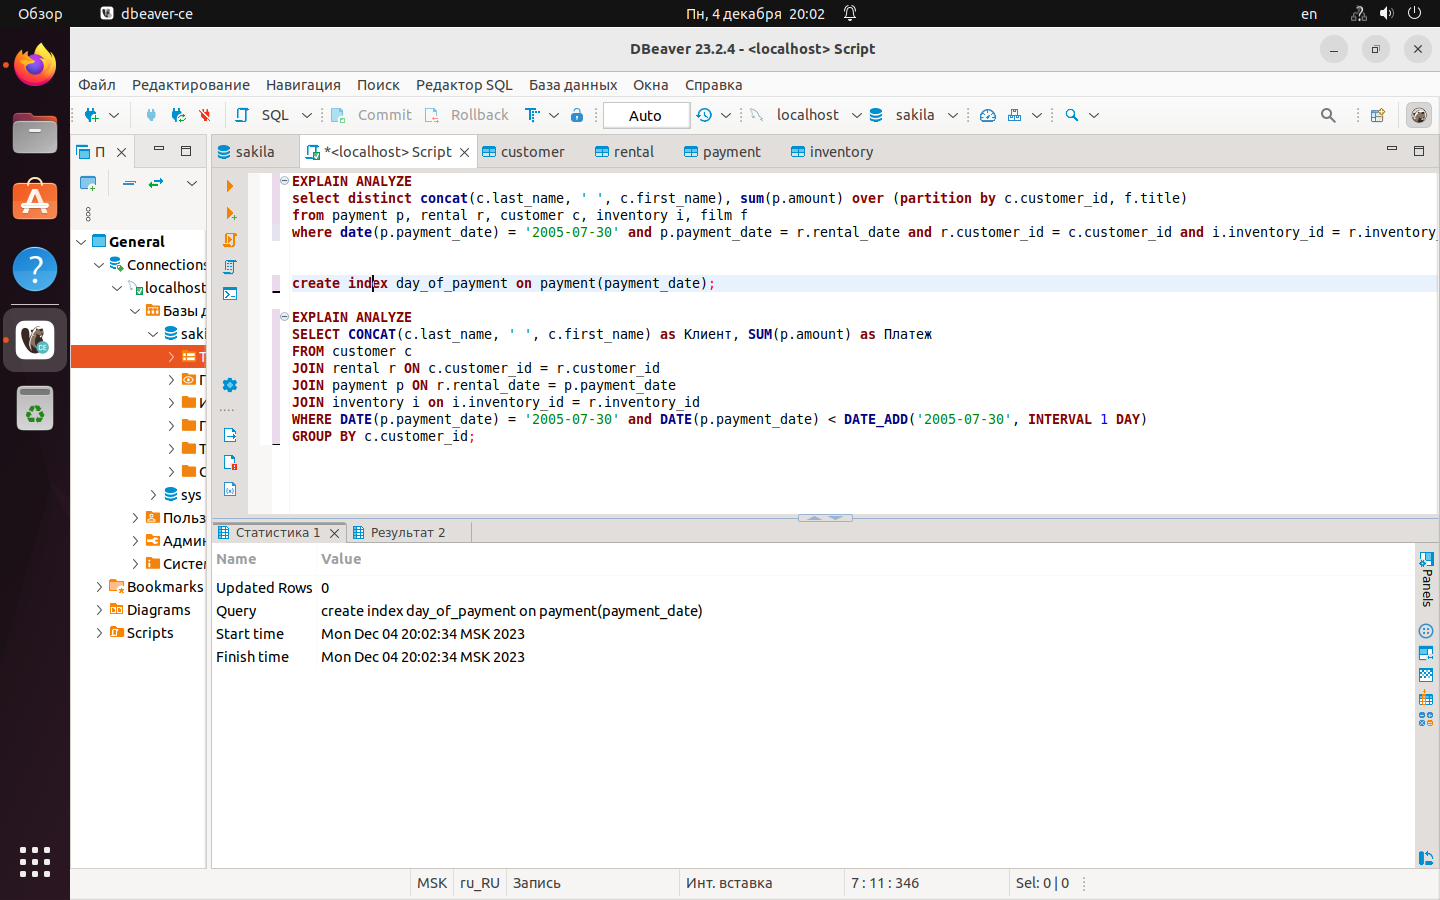 Обзор
dbeaver-ce
Пн, 4 декабря 20:02
en
DBeaver 23.2.4 - <localhost> Script
Файл Редактирование Навигация Поиск Редактор SQL База данных Окна Справка
SQL Commit Rollback Auto localhost sakila
П
sakila
*<localhost> Script
customer
rental
payment
inventory
General
Connections
localhost
Базы д
saki
Т
П
И
П
Т
С
sys
Польз
Админ
Систе
Bookmarks
Diagrams
Scripts
EXPLAIN ANALYZE
select distinct concat(c.last_name, ' ', c.first_name), sum(p.amount) over (partition by c.customer_id, f.title)
from payment p, rental r, customer c, inventory i, film f
where date(p.payment_date) = '2005-07-30' and p.payment_date = r.rental_date and r.customer_id = c.customer_id and i.inventory_id = r.inventory_
create index day_of_payment on payment(payment_date);
EXPLAIN ANALYZE
SELECT CONCAT(c.last_name, ' ', c.first_name) as Клиент, SUM(p.amount) as Платеж
FROM customer c
JOIN rental r ON c.customer_id = r.customer_id
JOIN payment p ON r.rental_date = p.payment_date
JOIN inventory i on i.inventory_id = r.inventory_id
WHERE DATE(p.payment_date) = '2005-07-30' and DATE(p.payment_date) < DATE_ADD('2005-07-30', INTERVAL 1 DAY)
GROUP BY c.customer_id;
Статистика 1
Результат 2
Name Value
Updated Rows 0
Query create index day_of_payment on payment(payment_date)
Start time Mon Dec 04 20:02:34 MSK 2023
Finish time Mon Dec 04 20:02:34 MSK 2023
Panels
MSK ru_RU Запись Инт. вставка 7 : 11 : 346 Sel: 0 | 0